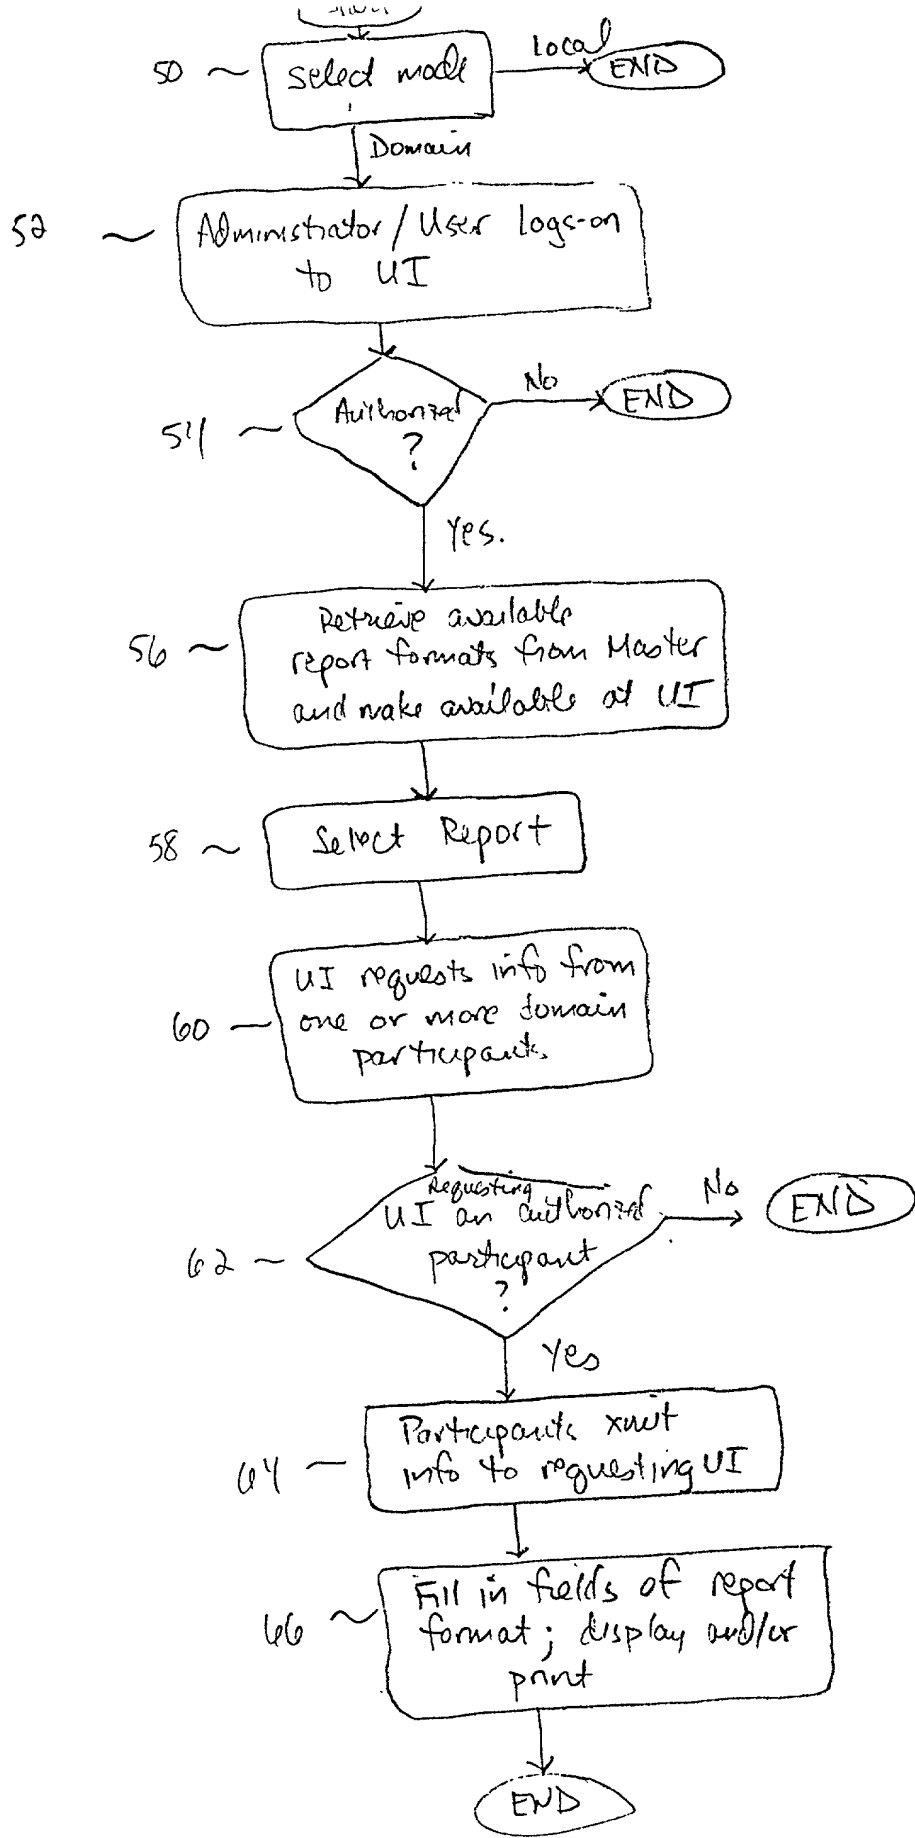 50 ~ select mode
Local
END
Domain
52 ~ Administrator/User logs-on
to UI
54 ~ Authorized
?
No
END
Yes.
56 ~ Retrieve available
report formats from Master
and make available at UI
58 ~ Select Report
60 ~ UI requests info from
one or more domain
participants
62 ~ Requesting
UI an authorized
participant
?
No
END
Yes
64 ~ Participants xmit
info to requesting UI
66 ~ Fill in fields of report
format; display and/or
print
END